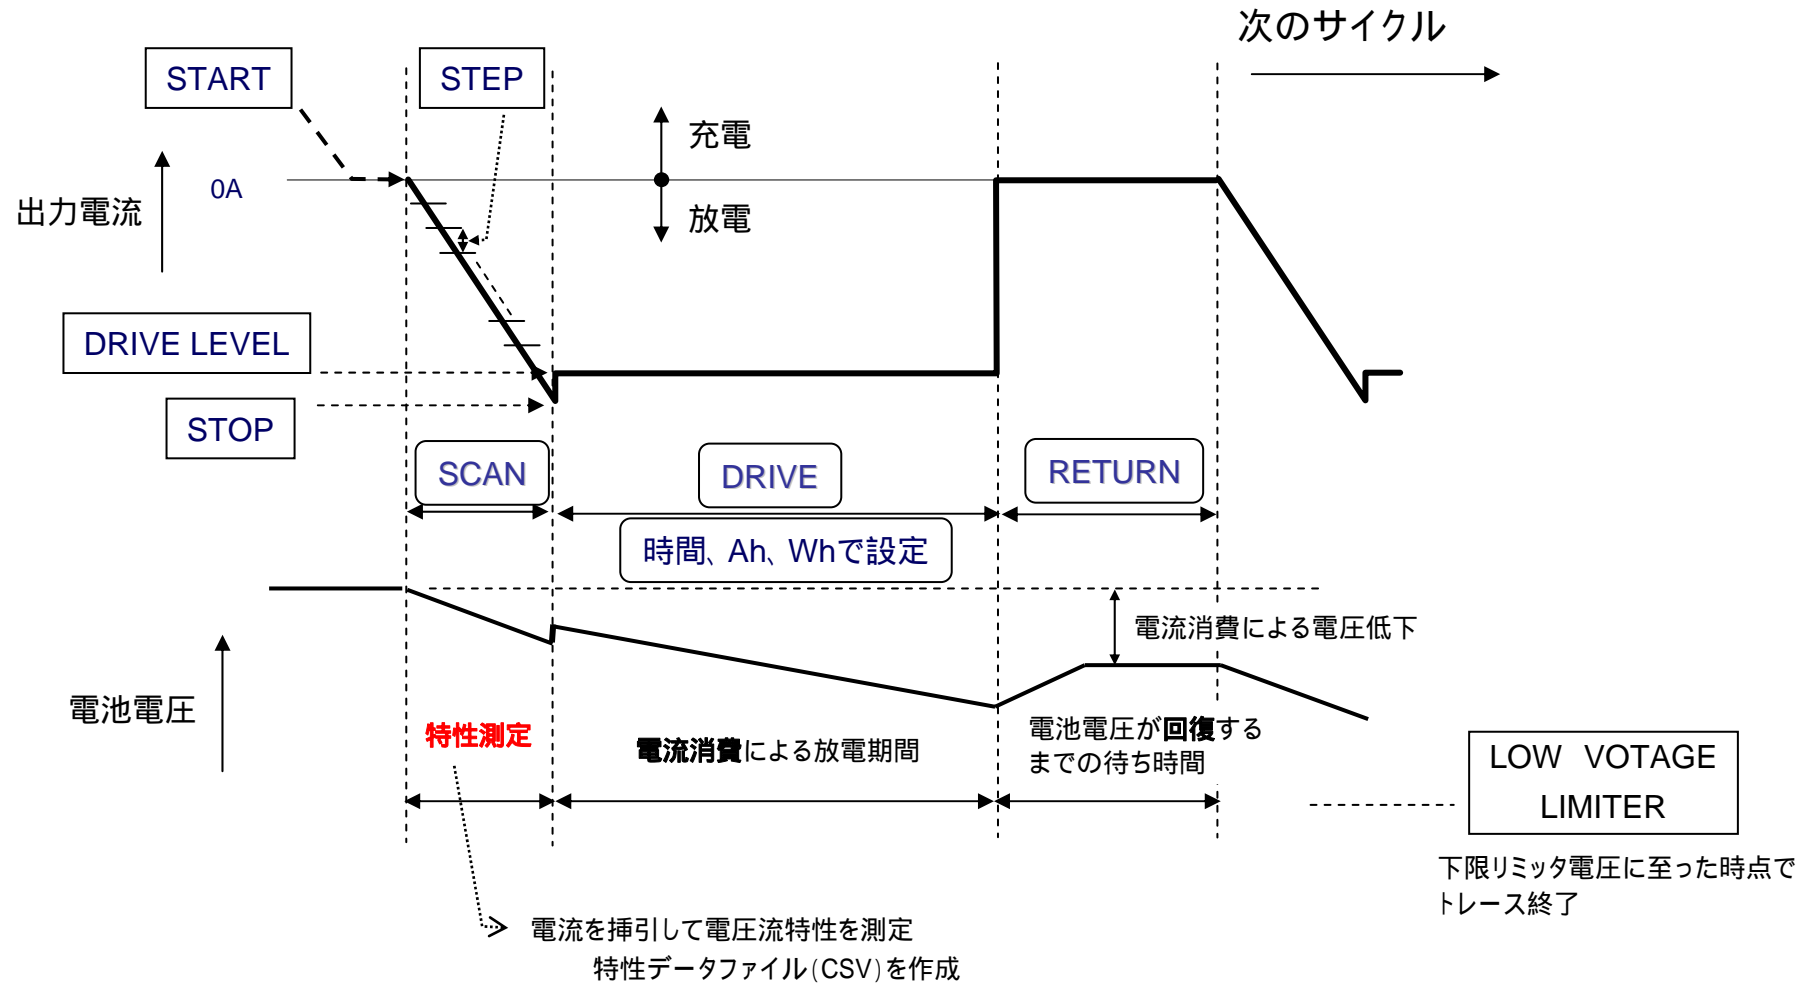 次のサイクル
START
STEP
充電
0A
出力電流
放電
DRIVE LEVEL
STOP
SCAN
DRIVE
RETURN
時間、Ah、Whで設定
電流消費による電圧低下
電池電圧
特性測定
電流消費による放電期間
電池電圧が回復する
までの待ち時間
LOW VOTAGE
LIMITER
下限リミッタ電圧に至った時点で
トレース終了
電流を挿引して電圧流特性を測定
特性データファイル(CSV)を作成